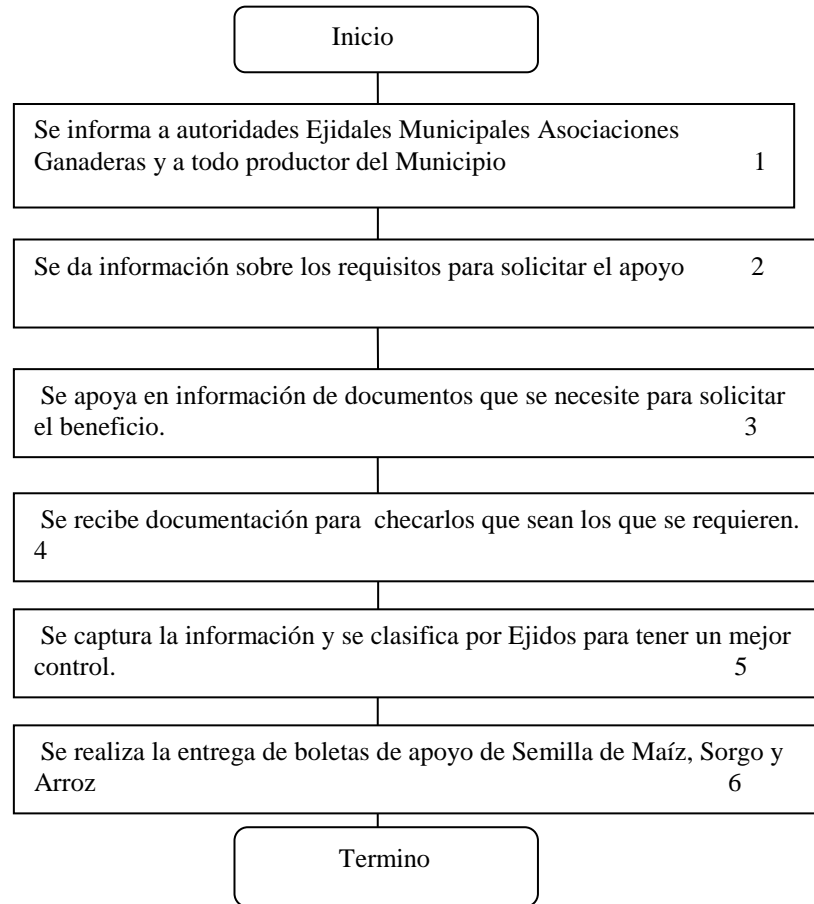 Inicio
Se informa a autoridades Ejidales Municipales Asociaciones
Ganaderas y a todo productor del Municipio 1
Se da información sobre los requisitos para solicitar el apoyo 2
Se apoya en información de documentos que se necesite para solicitar
el beneficio. 3
Se recibe documentación para checarlos que sean los que se requieren.
4
Se captura la información y se clasifica por Ejidos para tener un mejor
control. 5
Se realiza la entrega de boletas de apoyo de Semilla de Maíz, Sorgo y
Arroz 6
Termino